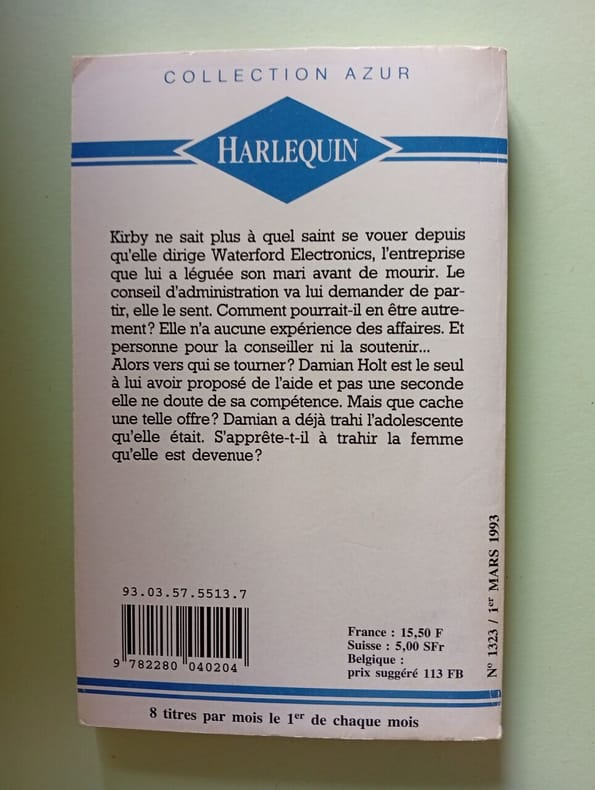 COLLECTION AZUR
HARLEQUIN
Kirby ne sait plus à quel saint se vouer depuis
qu'elle dirige Waterford Electronics, l'entreprise
que lui a léguée son mari avant de mourir. Le
conseil d'administration va lui demander de par-
tir, elle le sent. Comment pourrait-il en être autre-
ment? Elle n'a aucune expérience des affaires. Et
personne pour la conseiller ni la soutenir...
Alors vers qui se tourner? Damian Holt est le seul
à lui avoir proposé de l'aide et pas une seconde
elle ne doute de sa compétence. Mais que cache
une telle offre? Damian a déjà trahi l'adolescente
qu'elle était. S'apprête-t-il à trahir la femme
qu'elle est devenue?
93.03.57.5513.7
9 782280 040204
France : 15,50 F
Suisse : 5,00 SFr
Belgique :
prix suggéré 113 FB
N° 1323 / 1er MARS 1993
8 titres par mois le 1er de chaque mois